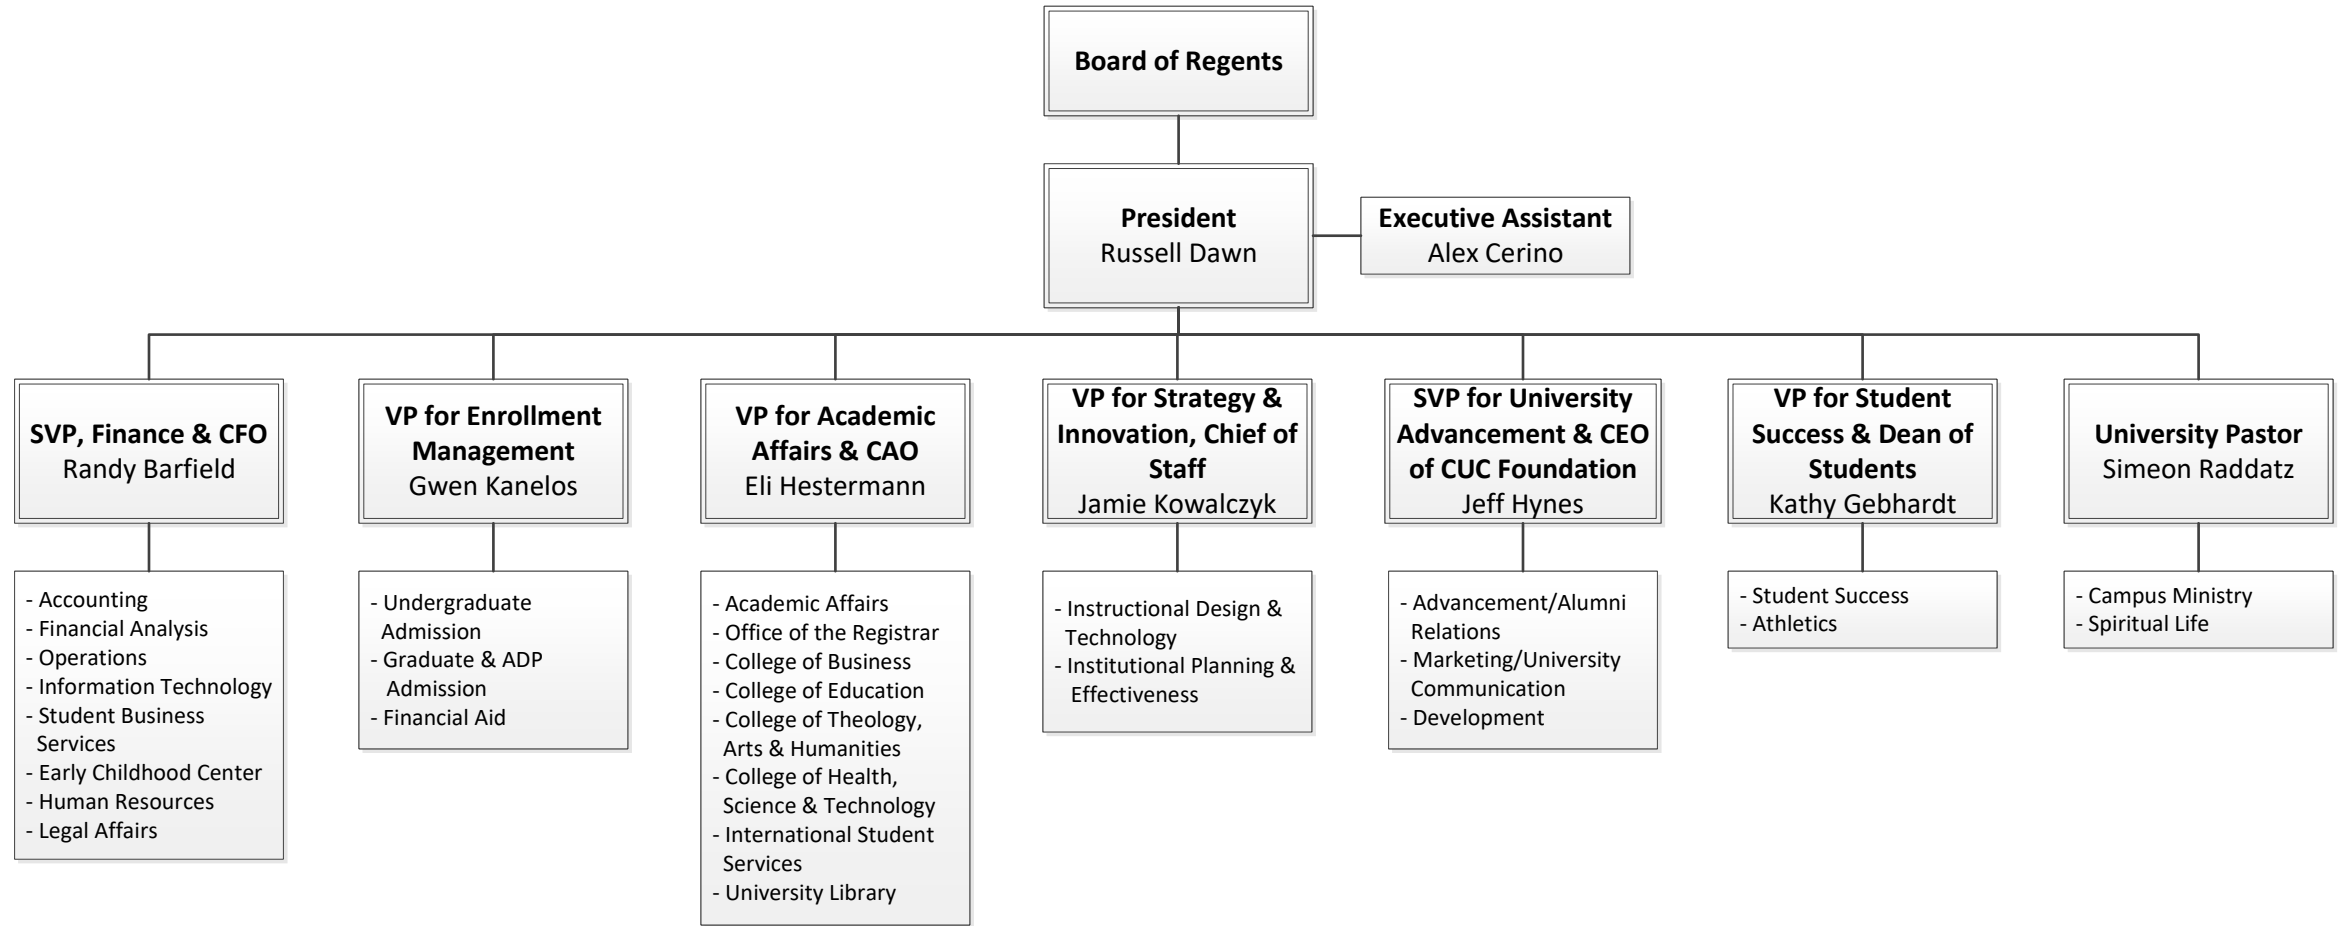 Board of Regents
President
Russell Dawn
Executive Assistant
Alex Cerino
SVP, Finance & CFO
Randy Barfield
VP for Enrollment
Management
Gwen Kanelos
VP for Academic
Affairs & CAO
Eli Hestermann
VP for Strategy &
Innovation, Chief of
Staff
Jamie Kowalczyk
SVP for University
Advancement & CEO
of CUC Foundation
Jeff Hynes
VP for Student
Success & Dean of
Students
Kathy Gebhardt
University Pastor
Simeon Raddatz
- Accounting
- Financial Analysis
- Operations
- Information Technology
- Student Business
Services
- Early Childhood Center
- Human Resources
- Legal Affairs
- Undergraduate
Admission
- Graduate & ADP
Admission
- Financial Aid
- Academic Affairs
- Office of the Registrar
- College of Business
- College of Education
- College of Theology,
Arts & Humanities
- College of Health,
Science & Technology
- International Student
Services
- University Library
- Instructional Design &
Technology
- Institutional Planning &
Effectiveness
- Advancement/Alumni
Relations
- Marketing/University
Communication
- Development
- Student Success
- Athletics
- Campus Ministry
- Spiritual Life